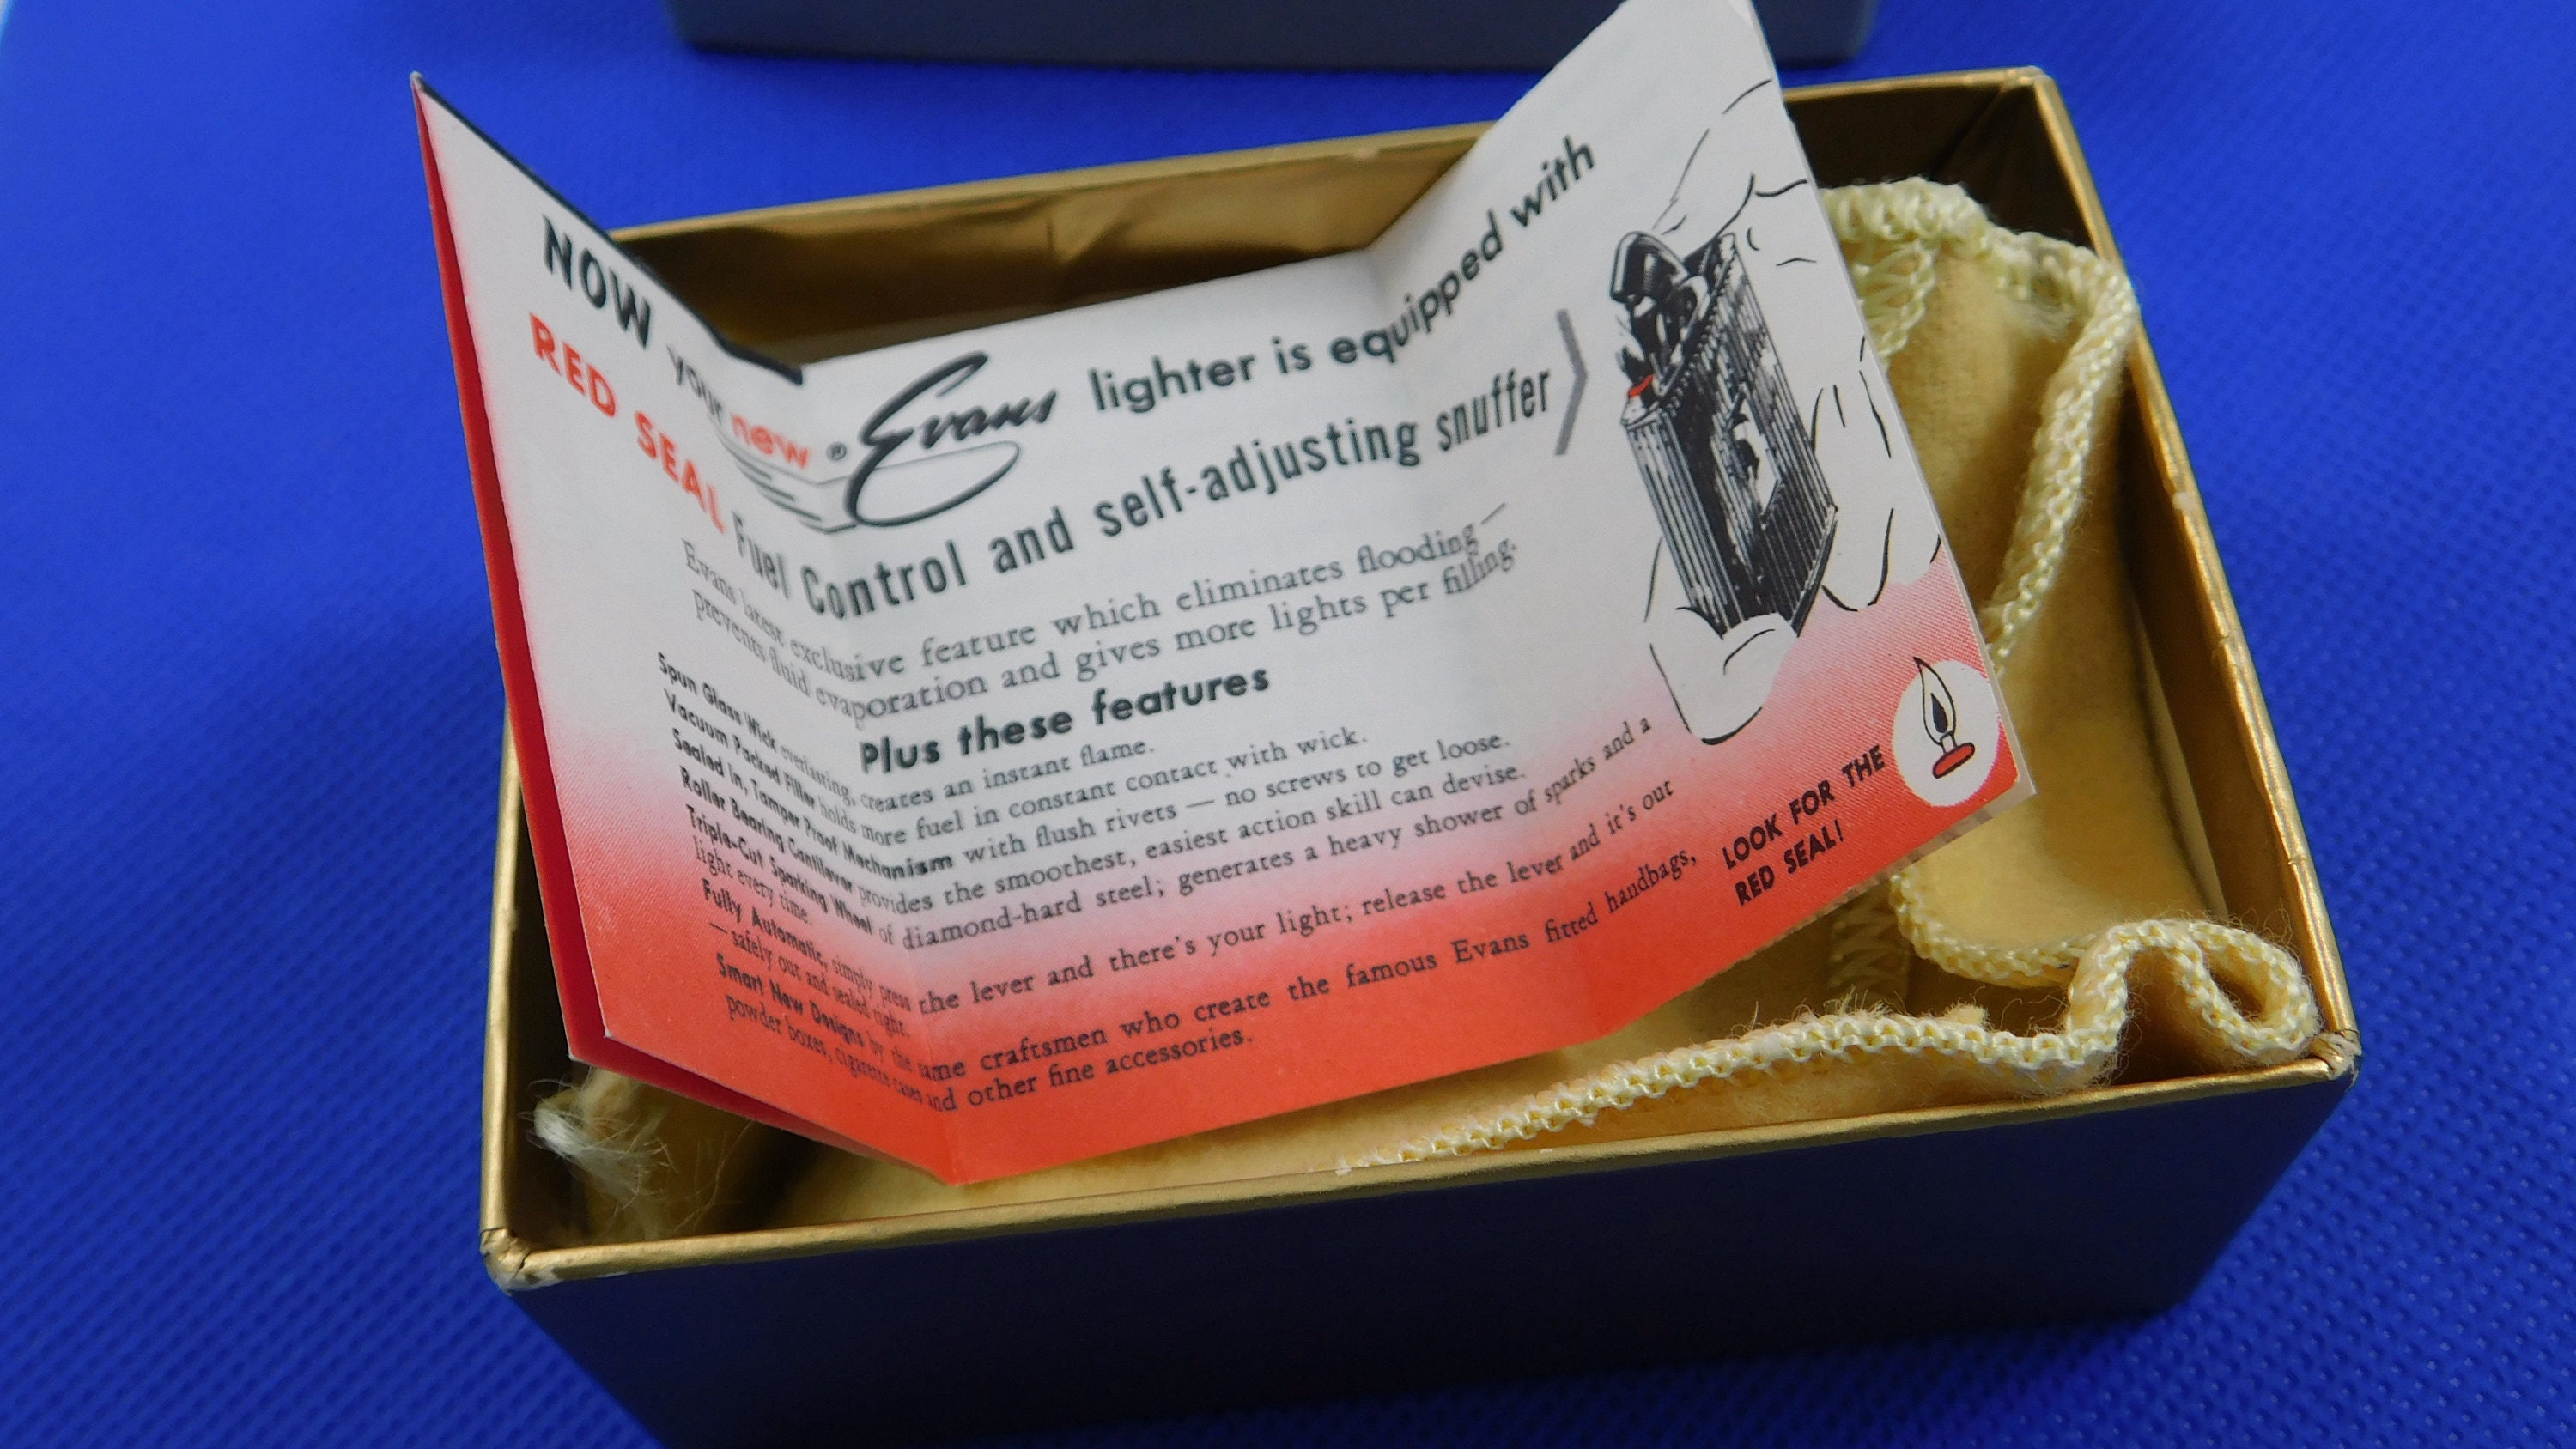 NOW your new ® Evans lighter is equipped with
RED SEAL Fuel Control and self-adjusting snuffer
Evans latest exclusive feature which eliminates flooding —
prevents fluid evaporation and gives more lights per filling.
Plus these features
Spun Glass Wick everlasting, creates an instant flame.
Vacuum Packed Filler holds more fuel in constant contact with wick.
Sealed in, Tamper Proof Mechanism with flush rivets — no screws to get loose.
Roller Bearing Cantilever provides the smoothest, easiest action skill can devise.
Triple-Cut Sparking Wheel of diamond-hard steel; generates a heavy shower of sparks and a
light every time.
Fully Automatic, simply press the lever and there's your light; release the lever and it's out
— safely out and sealed tight.
Smart New Designs by the same craftsmen who create the famous Evans fitted handbags,
powder boxes, cigarette cases and other fine accessories.
LOOK FOR THE
RED SEAL!